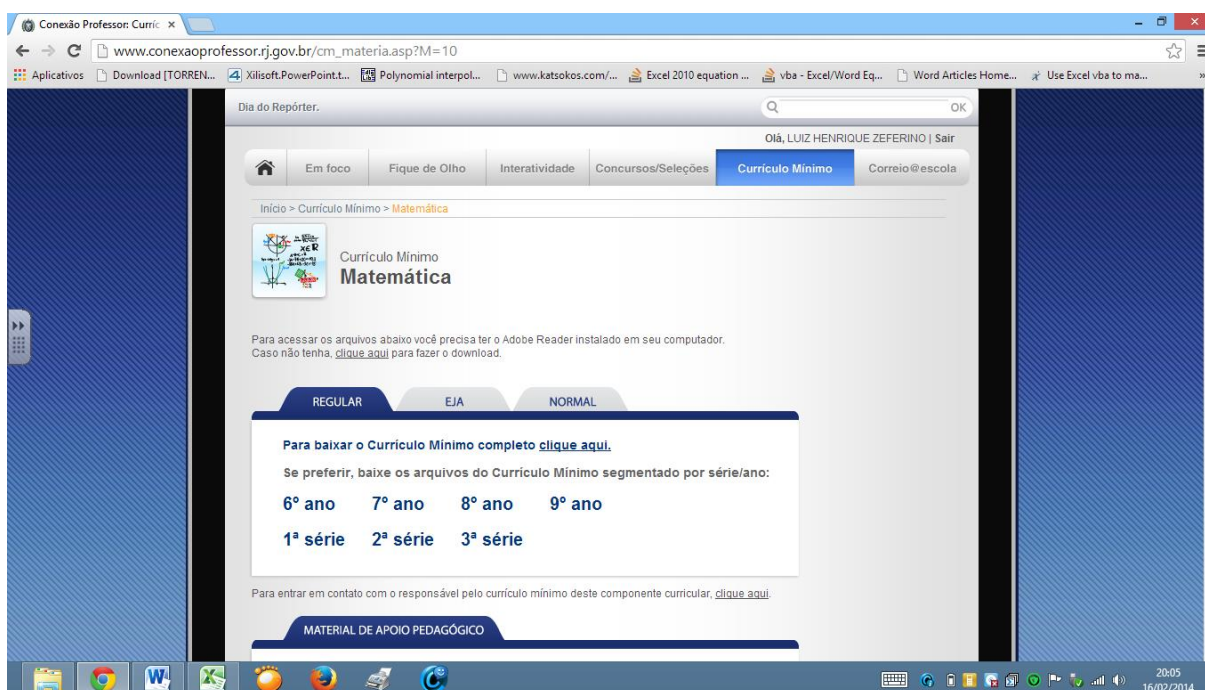 Conexão Professor: Curríc ×
www.conexaoprofessor.rj.gov.br/cm_materia.asp?M=10
Aplicativos Download [TORREN... Xilisoft.PowerPoint.t... Polynomial interpol... www.katsokos.com/... Excel 2010 equation ... vba - Excel/Word Eq... Word Articles Home... Use Excel vba to ma... »
Dia do Repórter. OK
Olá, LUIZ HENRIQUE ZEFERINO | Sair
Em foco Fique de Olho Interatividade Concursos/Seleções Currículo Mínimo Correio@escola
Início > Currículo Mínimo > Matemática
Currículo Mínimo
Matemática
Para acessar os arquivos abaixo você precisa ter o Adobe Reader instalado em seu computador.
Caso não tenha, clique aqui para fazer o download.
REGULAR EJA NORMAL
Para baixar o Currículo Mínimo completo clique aqui.
Se preferir, baixe os arquivos do Currículo Mínimo segmentado por série/ano:
6º ano 7º ano 8º ano 9º ano
1ª série 2ª série 3ª série
Para entrar em contato com o responsável pelo currículo mínimo deste componente curricular, clique aqui.
MATERIAL DE APOIO PEDAGÓGICO
20:05
16/02/2014